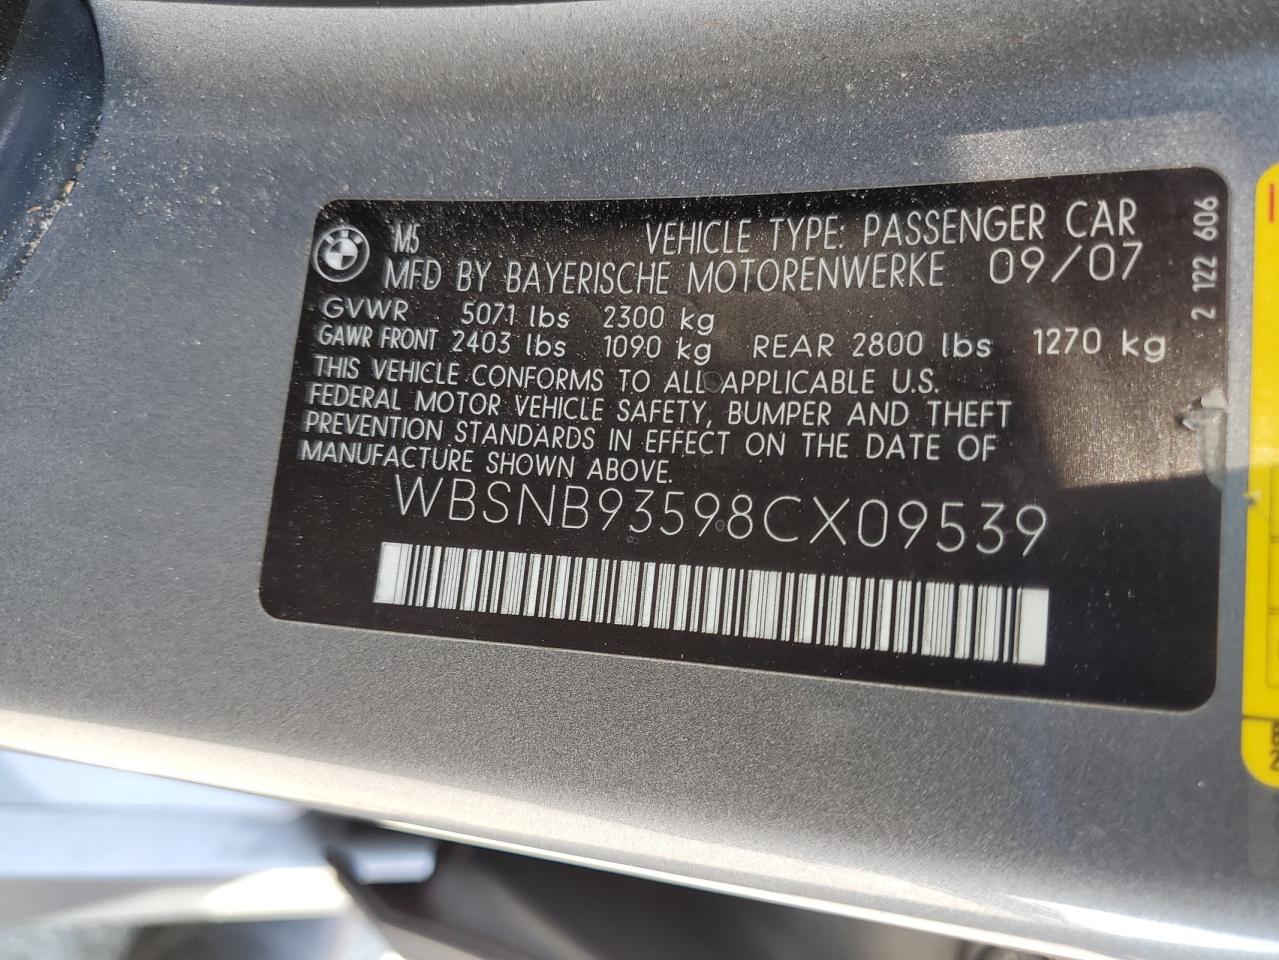 M5 VEHICLE TYPE: PASSENGER CAR
MFD BY BAYERISCHE MOTORENWERKE 09/07
GVWR 5071 lbs 2300 kg
GAWR FRONT 2403 lbs 1090 kg REAR 2800 lbs 1270 kg
THIS VEHICLE CONFORMS TO ALL APPLICABLE U.S.
FEDERAL MOTOR VEHICLE SAFETY, BUMPER AND THEFT
PREVENTION STANDARDS IN EFFECT ON THE DATE OF
MANUFACTURE SHOWN ABOVE.
WBSNB93598CX09539
2 122 606